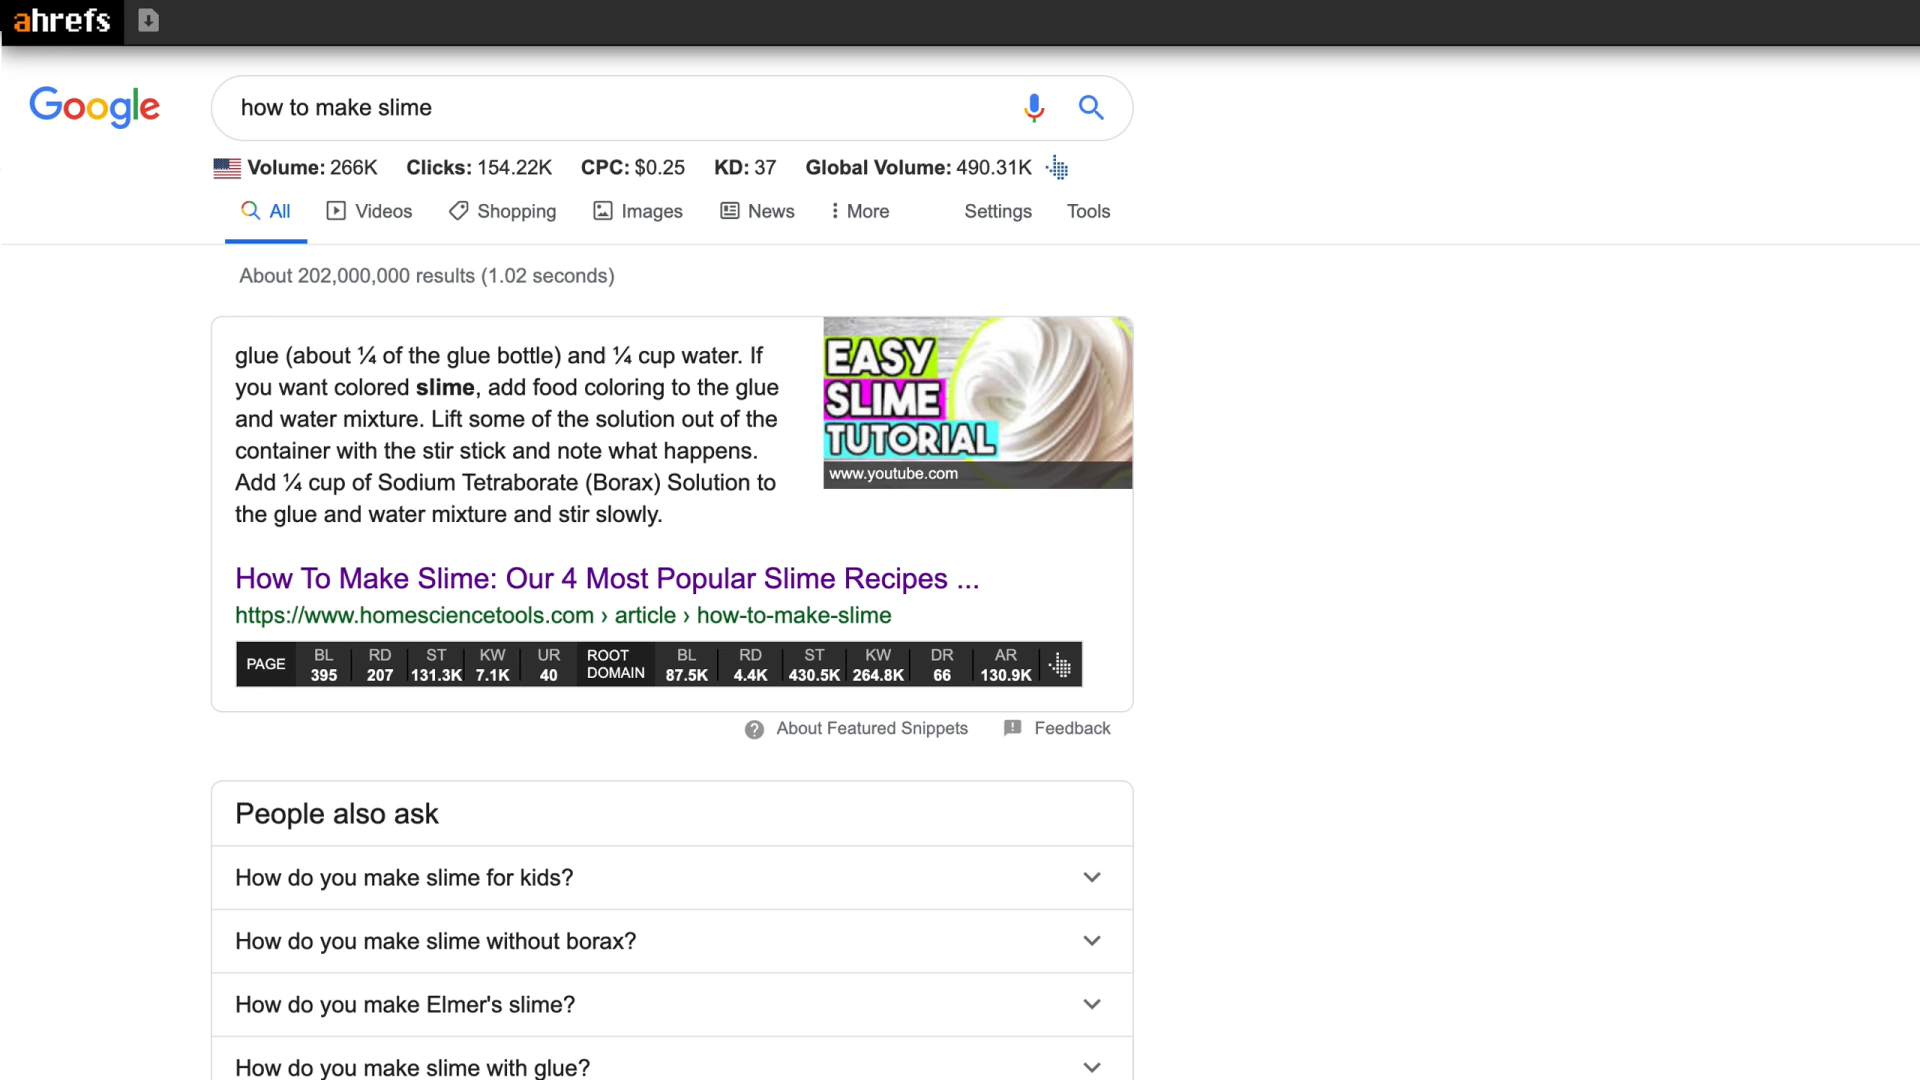 ahrefs
Google
how to make slime
Volume: 266K Clicks: 154.22K CPC: $0.25 KD: 37 Global Volume: 490.31K
All Videos Shopping Images News More Settings Tools
About 202,000,000 results (1.02 seconds)
glue (about ¼ of the glue bottle) and ¼ cup water. If
you want colored slime, add food coloring to the glue
and water mixture. Lift some of the solution out of the
container with the stir stick and note what happens.
Add ¼ cup of Sodium Tetraborate (Borax) Solution to
the glue and water mixture and stir slowly.
EASY
SLIME
TUTORIAL
www.youtube.com
How To Make Slime: Our 4 Most Popular Slime Recipes ...
https://www.homesciencetools.com › article › how-to-make-slime
PAGE BL RD ST KW UR ROOT DOMAIN BL RD ST KW DR AR
395 207 131.3K 7.1K 40 87.5K 4.4K 430.5K 264.8K 66 130.9K
About Featured Snippets Feedback
People also ask
How do you make slime for kids?
How do you make slime without borax?
How do you make Elmer's slime?
How do you make slime with glue?